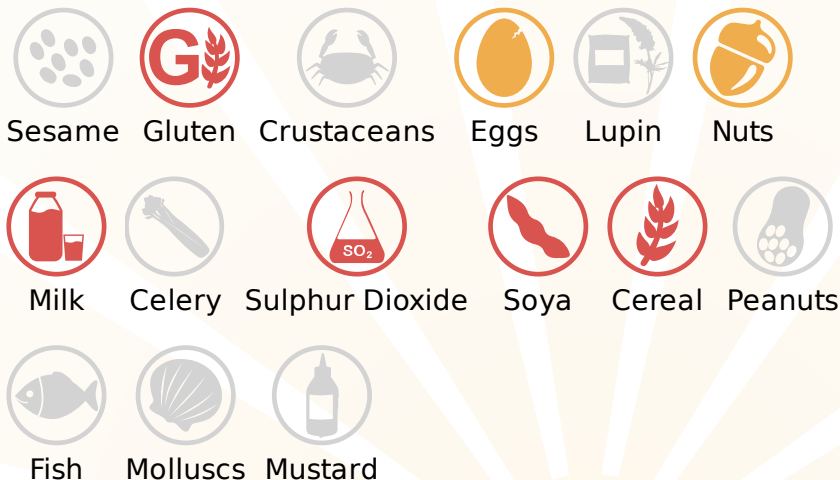 G
Sesame Gluten Crustaceans Eggs Lupin Nuts
SO₂
Milk Celery Sulphur Dioxide Soya Cereal Peanuts
Fish Molluscs Mustard